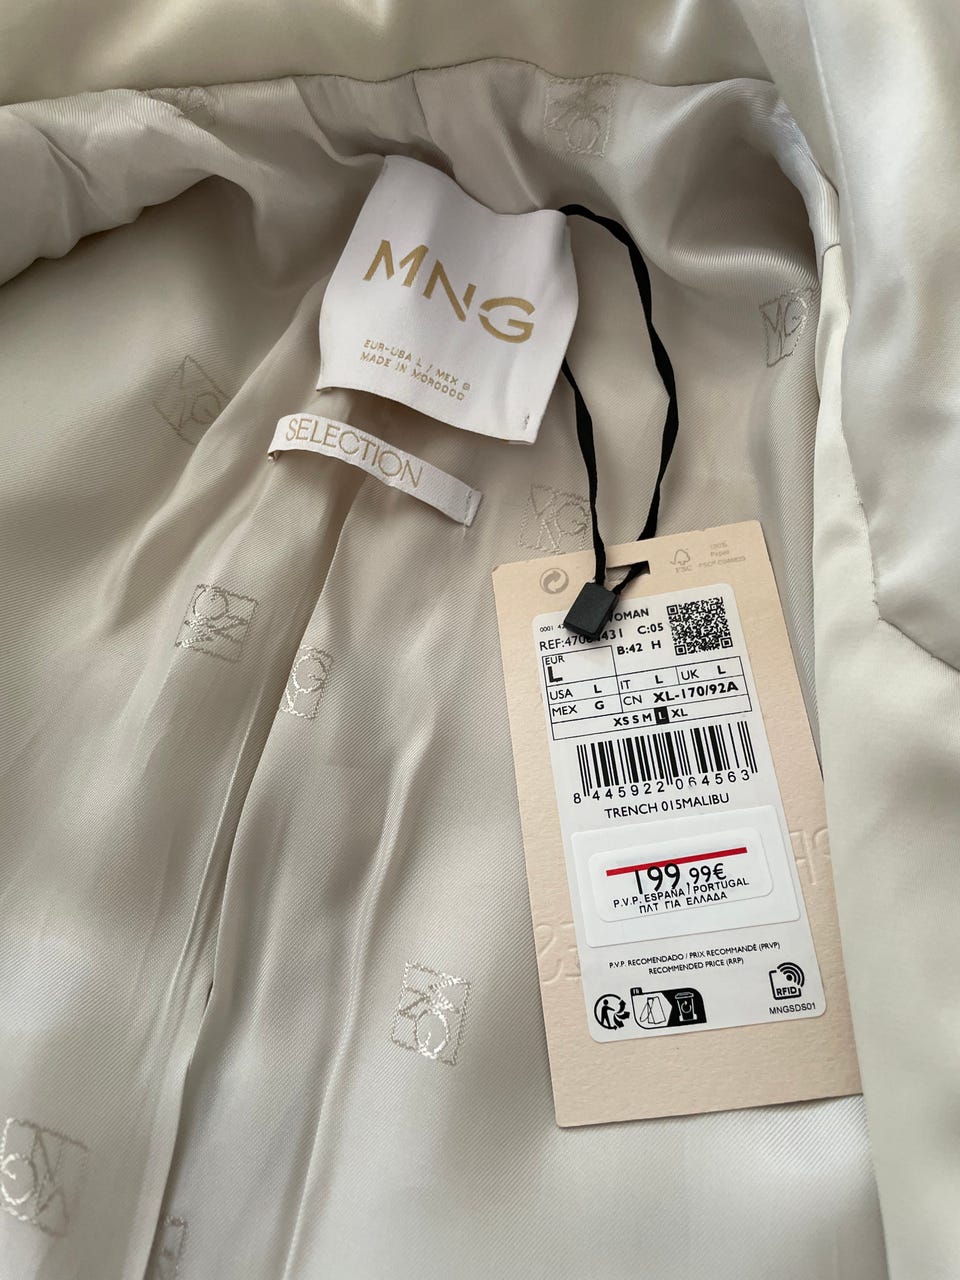 MNG
EUR-USA L / MEX G
MADE IN MOROCCO
SELECTION
FSC
100%
Papel
0001
WOMAN
C:05
B:42 H
EUR
L
USA L
IT L
UK L
MEX G
CN XL-170/92A
XS S M L XL
8 445922 064563
TRENCH 015MALIBU
199,99€
P.V.P. ESPAÑA / PORTUGAL
ΠΛΤ ΓΙΑ ΕΛΛΑΔΑ
P.V.P. RECOMENDADO / PRIX RECOMMANDÉ (PRVP)
RECOMMENDED PRICE (RRP)
FR
RFID
MNGSDS01